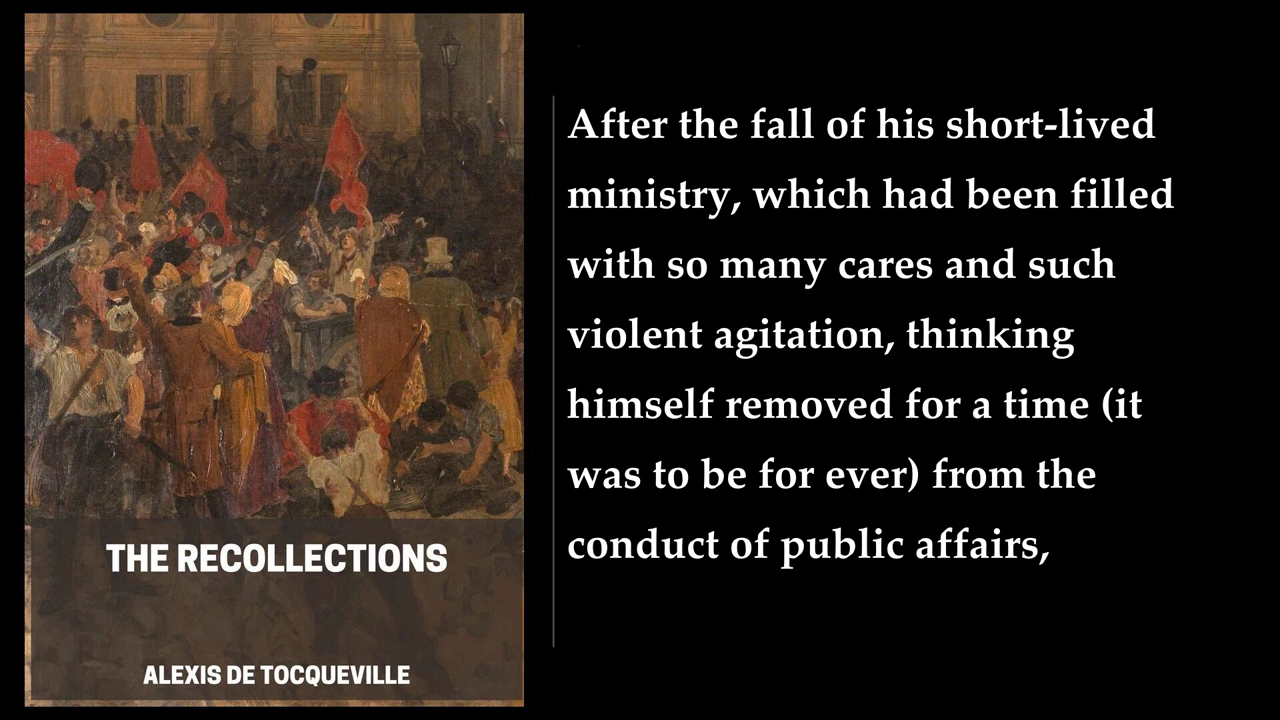 THE RECOLLECTIONS
ALEXIS DE TOCQUEVILLE
After the fall of his short-lived
ministry, which had been filled
with so many cares and such
violent agitation, thinking
himself removed for a time (it
was to be for ever) from the
conduct of public affairs,